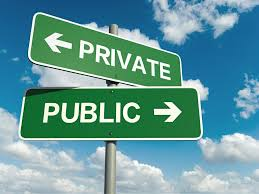 ← PRIVATE
PUBLIC →